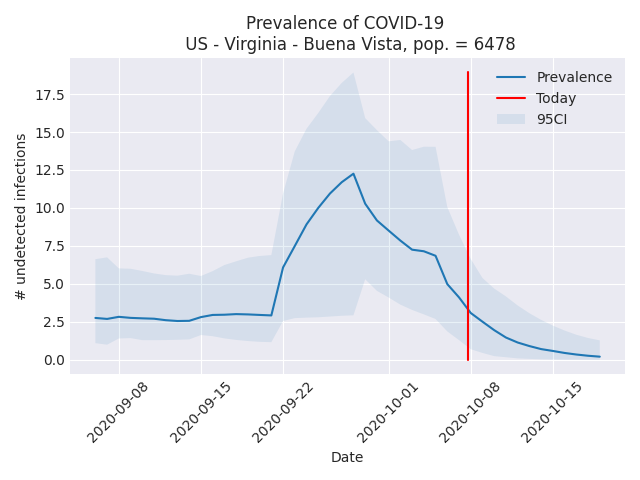 Prevalence of COVID-19
US - Virginia - Buena Vista, pop. = 6478
Prevalence
Today
95CI
# undetected infections
17.5
15.0
12.5
10.0
7.5
5.0
2.5
0.0
2020-09-08
2020-09-15
2020-09-22
2020-10-01
2020-10-08
2020-10-15
Date